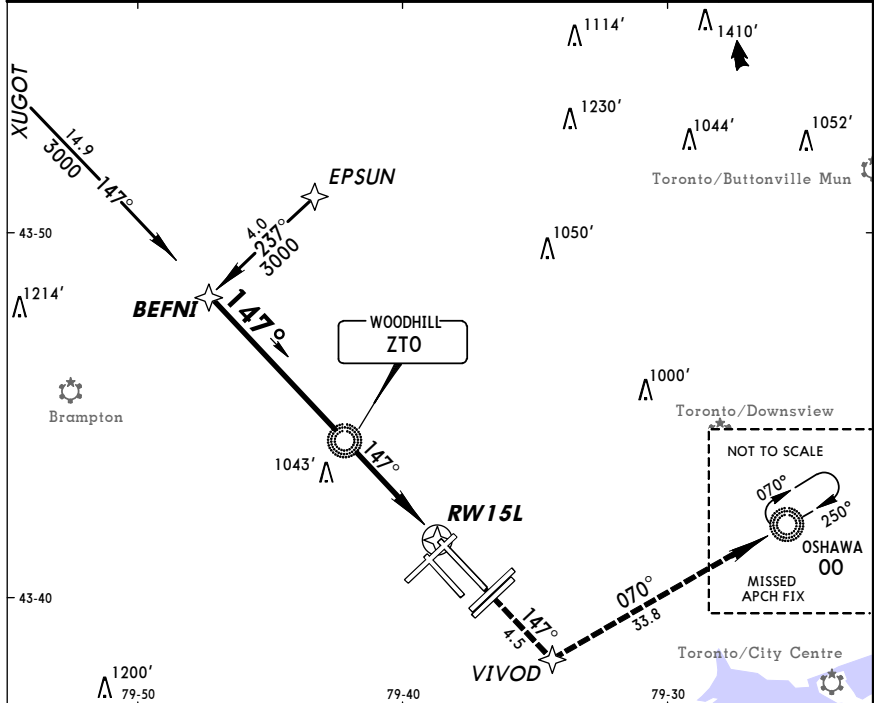 1114'
1410'
XUGOT
14.9
3000
147°
1230'
1044'
1052'
Toronto/Buttonville Mun
EPSUN
4.0
237°
3000
43-50
1050'
1214'
BEFNI
147°
WOODHILL
ZTO
Brampton
1000'
Toronto/Downsview
NOT TO SCALE
1043'
147°
070°
250°
RW15L
OSHAWA
OO
MISSED
APCH FIX
43-40
147°
4.5
070°
33.8
VIVOD
Toronto/City Centre
1200'
79-50
79-40
79-30